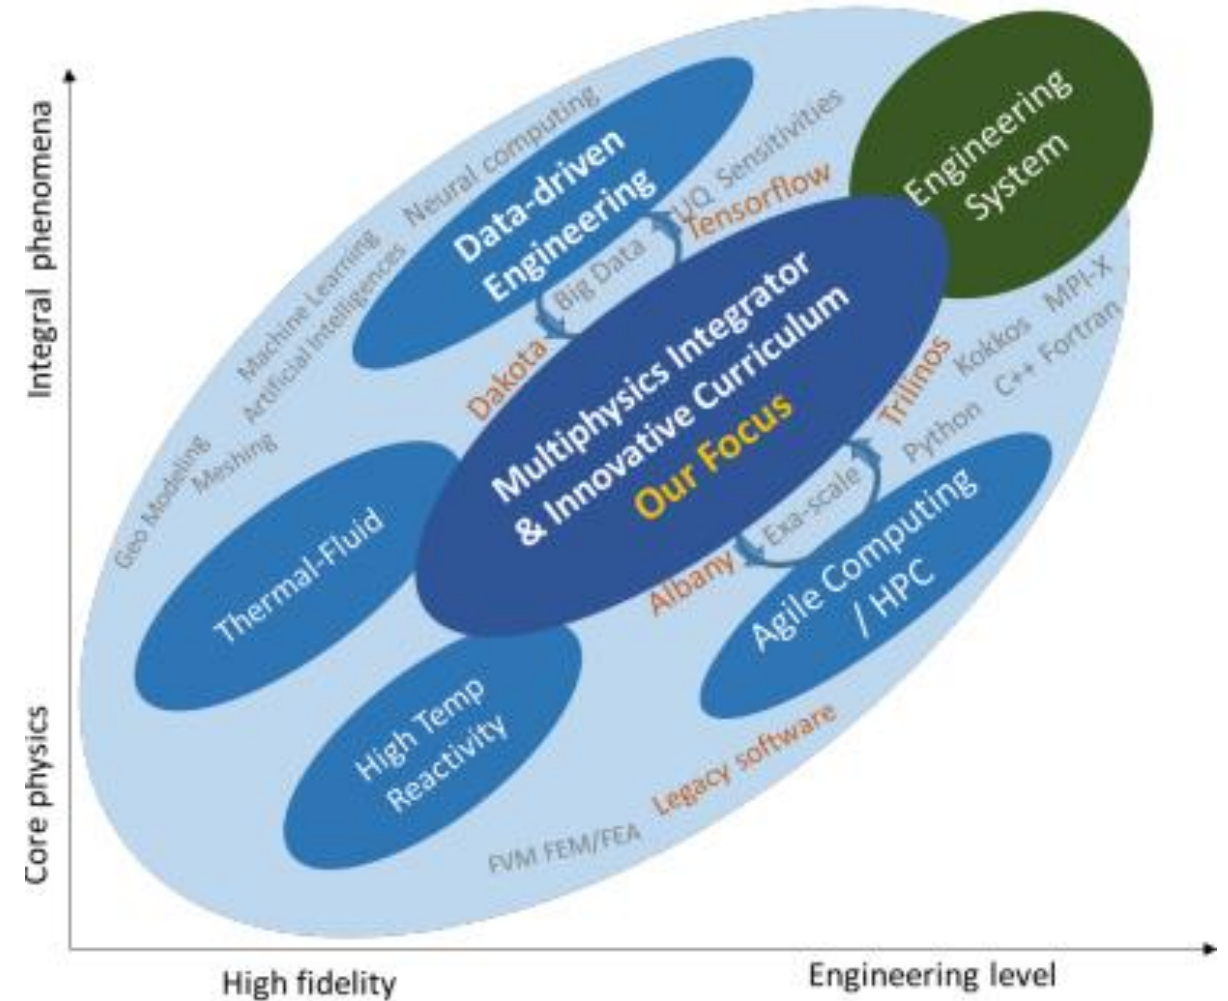 Integral phenomena
Core physics
High fidelity
Engineering level
Neural computing
Data-driven
Engineering
Machine Learning
Artificial Intelligences
Geo Modeling
Meshing
UQ Sensitivities
Tensorflow
Big Data
Dakota
Engineering
System
Multiphysics Integrator
& Innovative Curriculum
Our Focus
Trilinos
Kokkos MPI-X
Python C++ Fortran
Exa-scale
Albany
Agile Computing
/ HPC
Thermal-Fluid
High Temp
Reactivity
Legacy software
FVM FEM/FEA